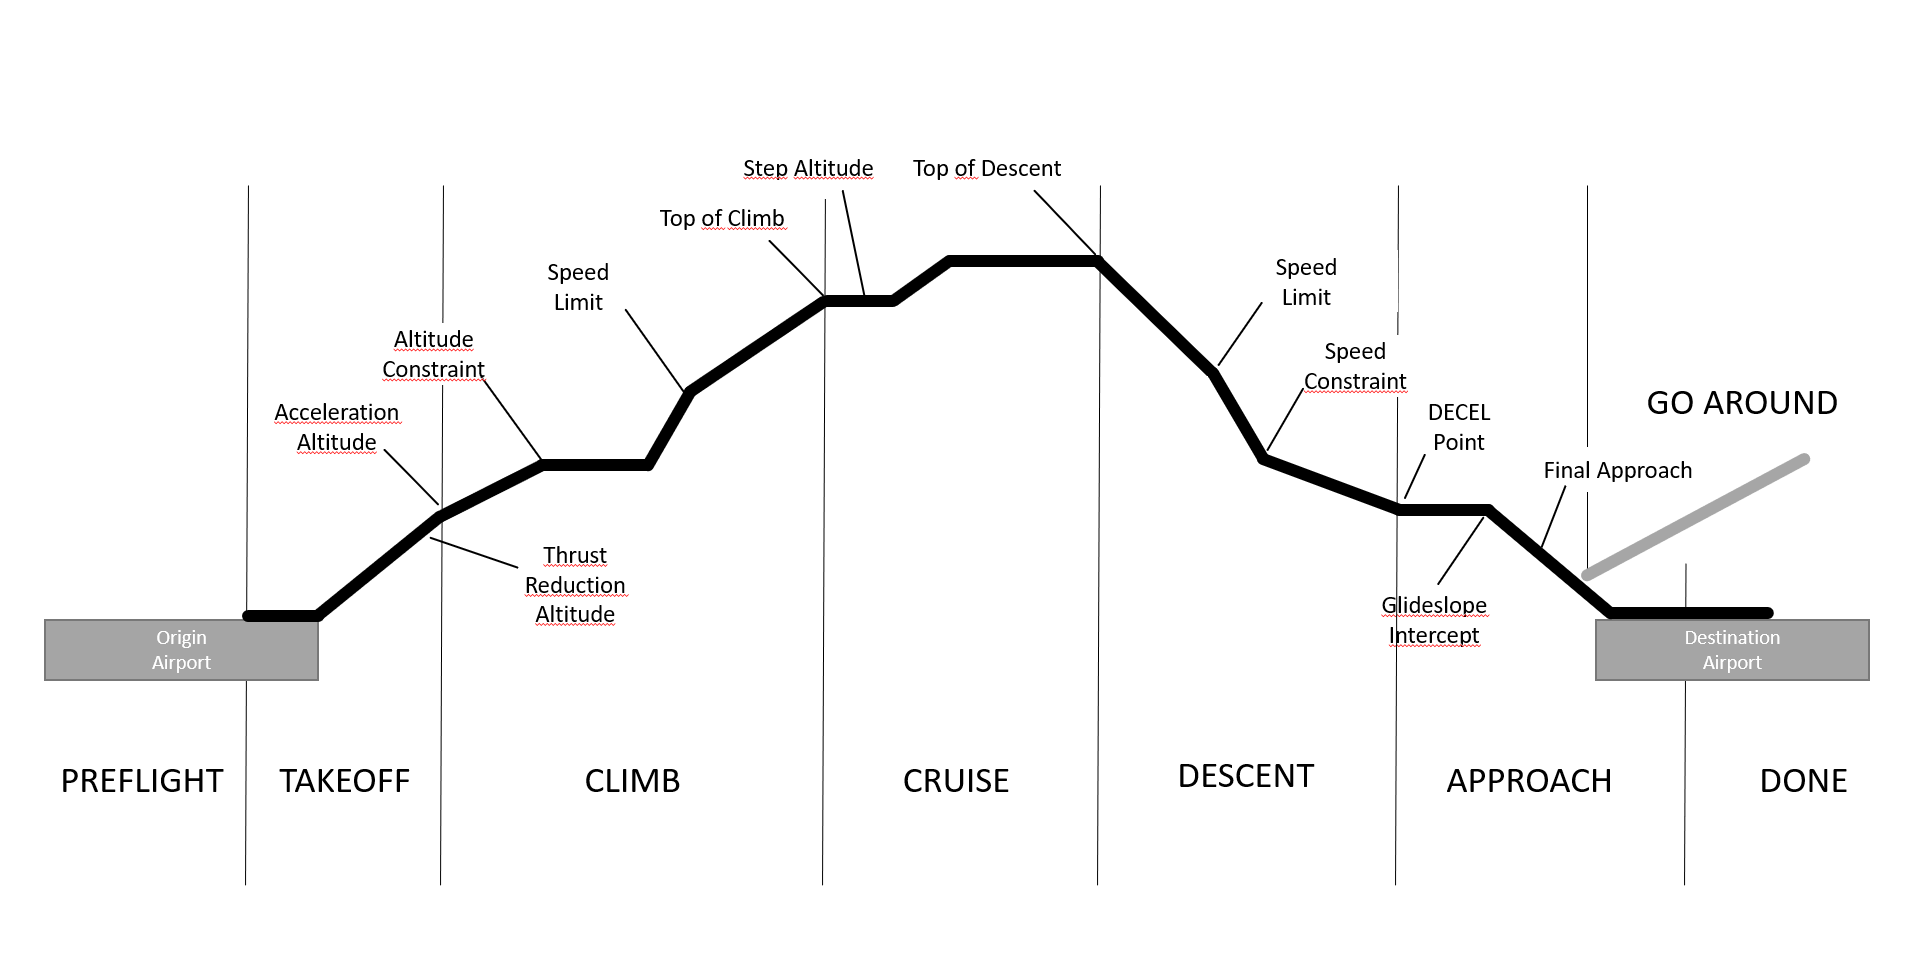 Step Altitude
Top of Descent
Top of Climb
Speed
Limit
Speed
Limit
Altitude
Constraint
Speed
Constraint
Acceleration
Altitude
DECEL
Point
GO AROUND
Final Approach
Thrust
Reduction
Altitude
Glideslope
Intercept
Origin
Airport
Destination
Airport
PREFLIGHT
TAKEOFF
CLIMB
CRUISE
DESCENT
APPROACH
DONE